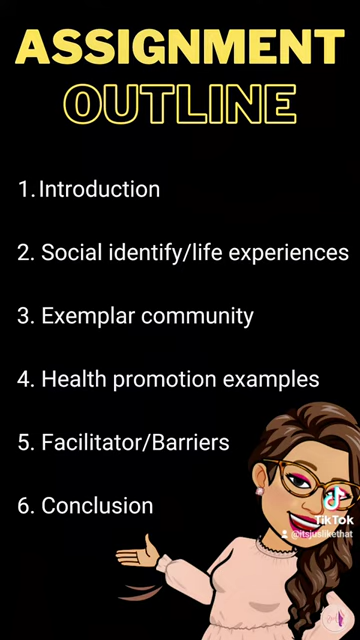 ASSIGNMENT
OUTLINE
1. Introduction
2. Social identify/life experiences
3. Exemplar community
4. Health promotion examples
5. Facilitator/Barriers
6. Conclusion
TikTok
@itsjuslikethat